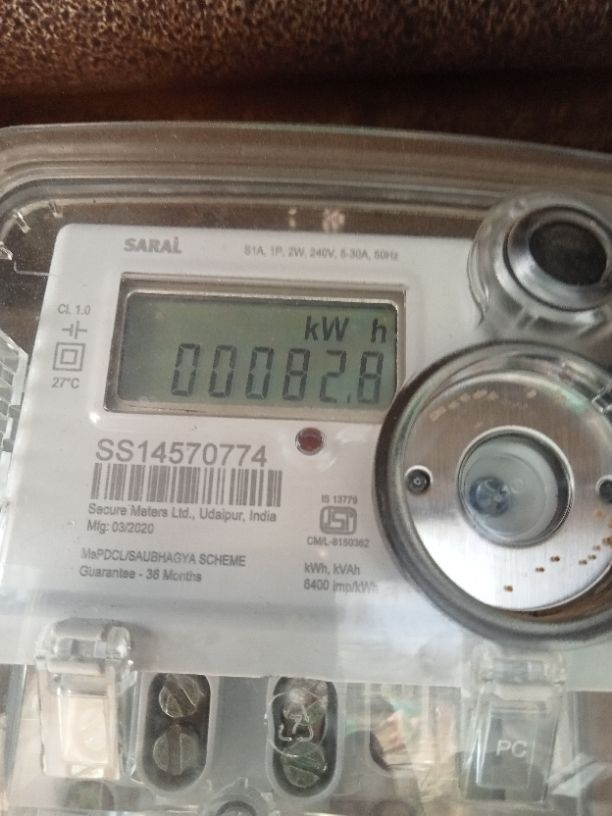 SARAL
S1A, 1P, 2W, 240V, 5-30A, 50Hz
CL 1.0
27°C
kW h
000082.8
SS14570774
Secure Meters Ltd., Udaipur, India
Mfg: 03/2020
IS 13779
CM/L-8150362
MePDCL/SAUBHAGYA SCHEME
Guarantee - 36 Months
kWh, kVAh
6400 imp/kWh
PC